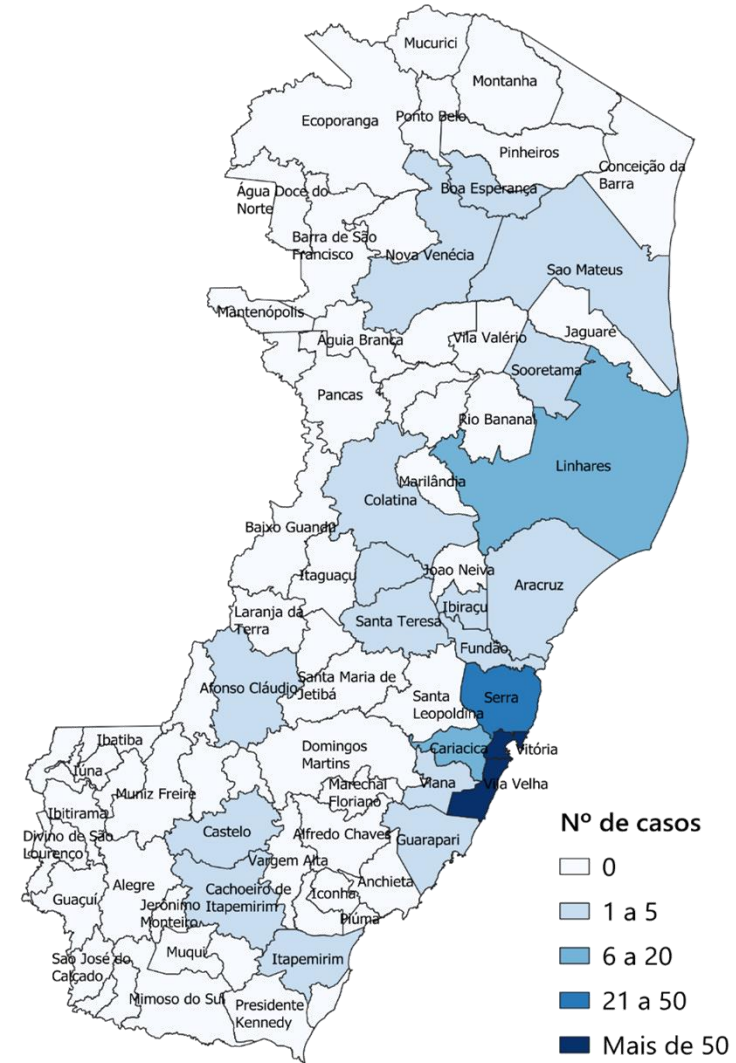 Mucurici
Montanha
Ecoporanga
Ponto Belo
Pinheiros
Conceição da
Barra
Água Doce do
Norte
Boa Esperança
Barra de São
Francisco
Nova Venécia
Sao Mateus
Mantenópolis
Águia Branca
Vila Valério
Jaguaré
Sooretama
Pancas
Rio Bananal
Linhares
Marilândia
Colatina
Baixo Guandu
Itaguaçu
Joao Neiva
Aracruz
Ibiraçu
Laranja da
Terra
Santa Teresa
Fundão
Afonso Cláudio
Santa Maria de
Jetibá
Santa
Leopoldina
Serra
Ibatiba
Domingos
Martins
Cariacica
Vitória
Iúna
Muniz Freire
Marechal
Floriano
Viana
Vila Velha
Ibitirama
Divino de São
Lourenço
Castelo
Alfredo Chaves
Guarapari
Vargem Alta
Guaçuí
Alegre
Cachoeiro de
Itapemirim
Iconha
Anchieta
Jerônimo
Monteiro
Piúma
Sao José do
Calçado
Muqui
Itapemirim
Mimoso do Sul
Presidente
Kennedy
Nº de casos
0
1 a 5
6 a 20
21 a 50
Mais de 50